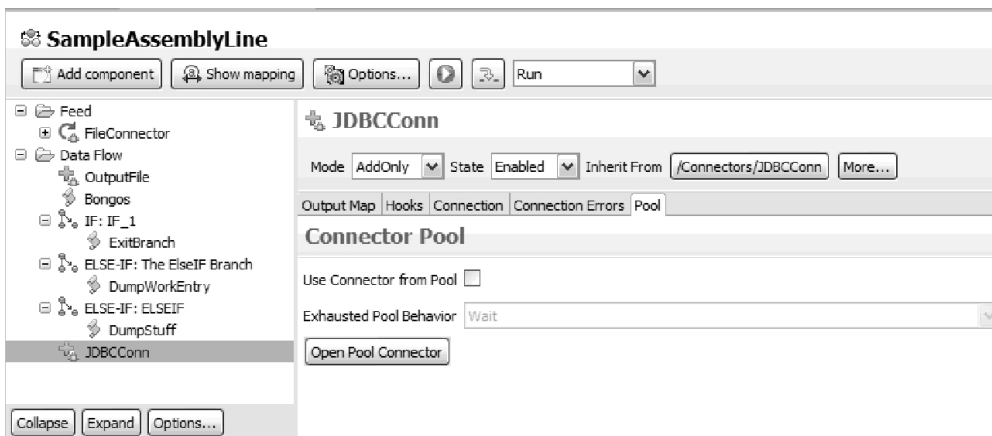 SampleAssemblyLine
Add component Show mapping Options... Run
Feed
FileConnector
Data Flow
OutputFile
Bongos
IF: IF_1
ExitBranch
ELSE-IF: The ElseIF Branch
DumpWorkEntry
ELSE-IF: ELSEIF
DumpStuff
JDBCConn
Collapse Expand Options...
JDBCConn
Mode AddOnly State Enabled Inherit From /Connectors/JDBCConn More...
Output Map Hooks Connection Connection Errors Pool
Connector Pool
Use Connector from Pool
Exhausted Pool Behavior Wait
Open Pool Connector